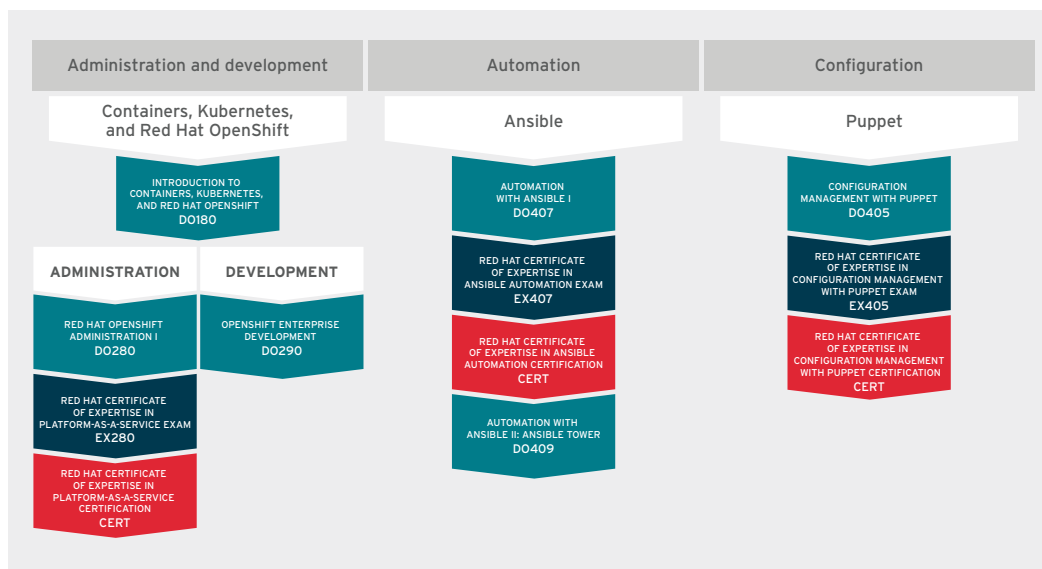 Administration and development
Containers, Kubernetes,
and Red Hat OpenShift
INTRODUCTION TO
CONTAINERS, KUBERNETES,
AND RED HAT OPENSHIFT
DO180
ADMINISTRATION
RED HAT OPENSHIFT
ADMINISTRATION I
DO280
RED HAT CERTIFICATE
OF EXPERTISE IN
PLATFORM-AS-A-SERVICE EXAM
EX280
RED HAT CERTIFICATE
OF EXPERTISE IN
PLATFORM-AS-A-SERVICE
CERTIFICATION
CERT
DEVELOPMENT
OPENSHIFT ENTERPRISE
DEVELOPMENT
DO290
Automation
Ansible
AUTOMATION
WITH ANSIBLE I
DO407
RED HAT CERTIFICATE
OF EXPERTISE IN
ANSIBLE AUTOMATION EXAM
EX407
RED HAT CERTIFICATE
OF EXPERTISE IN ANSIBLE
AUTOMATION CERTIFICATION
CERT
AUTOMATION WITH
ANSIBLE II: ANSIBLE TOWER
DO409
Configuration
Puppet
CONFIGURATION
MANAGEMENT WITH PUPPET
DO405
RED HAT CERTIFICATE
OF EXPERTISE IN
CONFIGURATION MANAGEMENT
WITH PUPPET EXAM
EX405
RED HAT CERTIFICATE
OF EXPERTISE IN
CONFIGURATION MANAGEMENT
WITH PUPPET CERTIFICATION
CERT